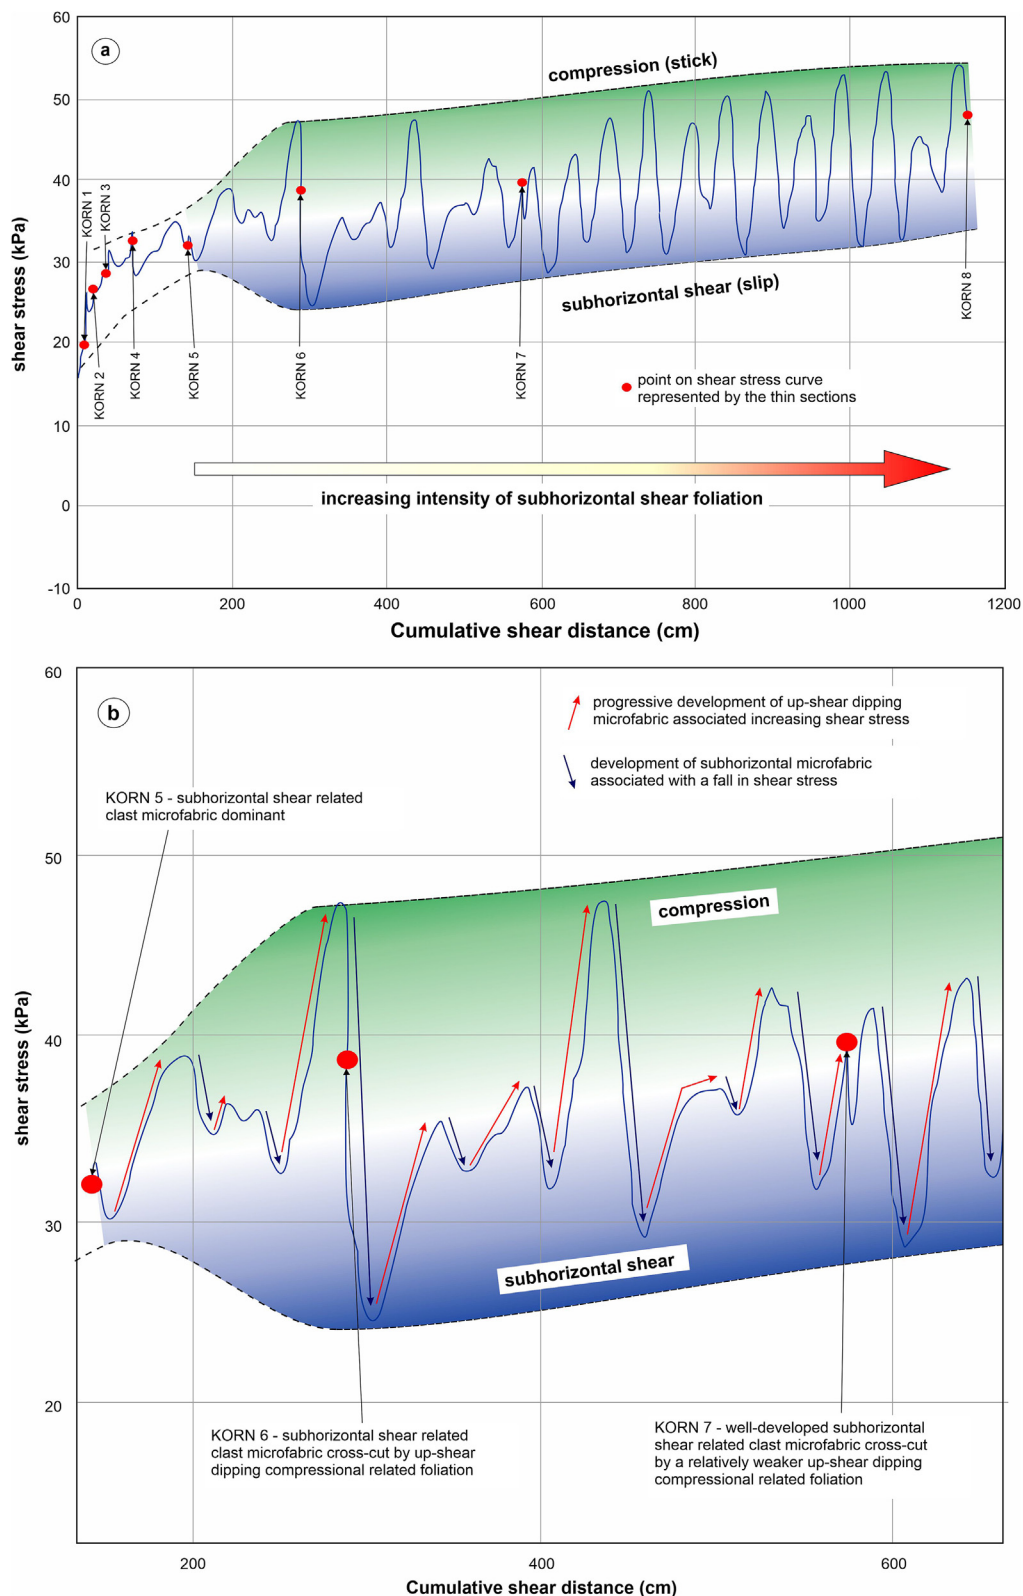 60
a
compression (stick)
50
40
KORN 1
KORN 3
shear stress (kPa)
30
subhorizontal shear (slip)
20
KORN 2
KORN 4
KORN 5
KORN 6
KORN 7
KORN 8
point on shear stress curve
represented by the thin sections
10
increasing intensity of subhorizontal shear foliation
0
-10
0
200
400
600
800
1000
1200
Cumulative shear distance (cm)
60
b
progressive development of up-shear dipping
microfabric associated increasing shear stress
development of subhorizontal microfabric
associated with a fall in shear stress
KORN 5 - subhorizontal shear related
clast microfabric dominant
50
compression
40
shear stress (kPa)
30
subhorizontal shear
20
KORN 6 - subhorizontal shear related
clast microfabric cross-cut by up-shear
dipping compressional related foliation
KORN 7 - well-developed subhorizontal
shear related clast microfabric cross-cut
by a relatively weaker up-shear dipping
compressional related foliation
200
400
600
Cumulative shear distance (cm)